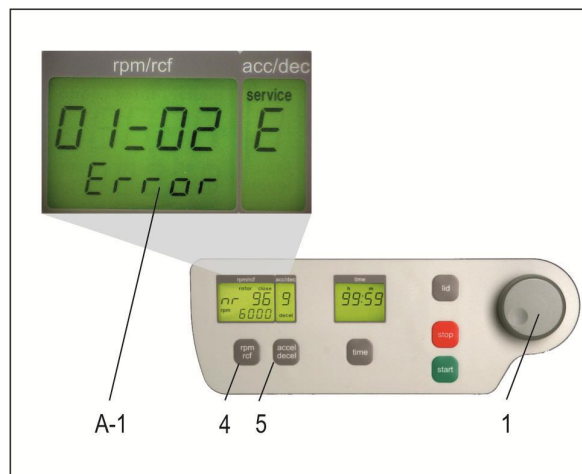 rpm/rcf acc/dec
service
01=02 E
Error
rpm/rcf acc/dec time
rotor close h m
nr 96 9 99:59
rpm 6000 decel
lid
stop
start
rpm
rcf
accel
decel
time
A-1 4 5 1